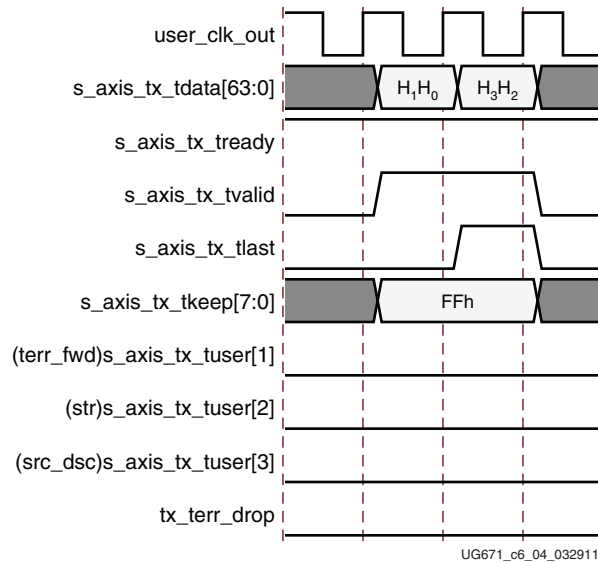 user_clk_out
s_axis_tx_tdata[63:0]
H₁H₀
H₃H₂
s_axis_tx_tready
s_axis_tx_tvalid
s_axis_tx_tlast
s_axis_tx_tkeep[7:0]
FFh
(terr_fwd)s_axis_tx_tuser[1]
(str)s_axis_tx_tuser[2]
(src_dsc)s_axis_tx_tuser[3]
tx_terr_drop
UG671_c6_04_032911